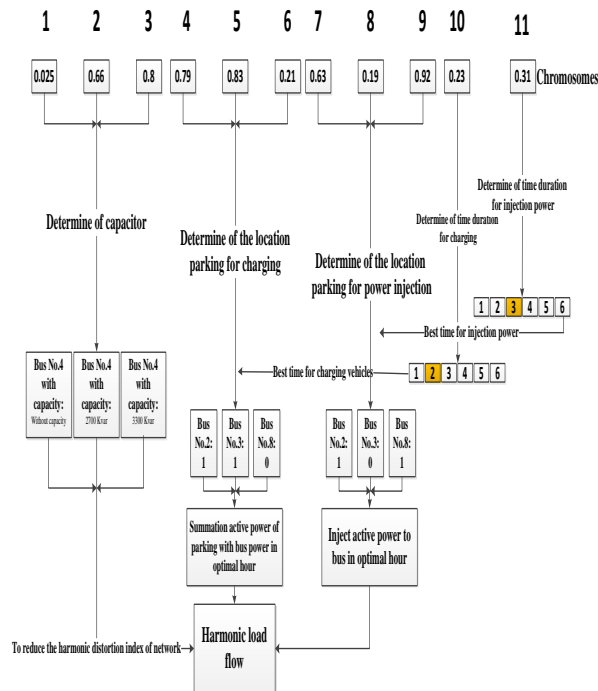 1 2 3 4 5 6 7 8 9 10 11
0.025 0.66 0.8 0.79 0.83 0.21 0.63 0.19 0.92 0.23 0.31 Chromosomes
Determine of time duration
for injection power
Determine of time duration
for charging
Determine of capacitor
Determine of the location
parking for charging
Determine of the location
parking for power injection
1 2 3 4 5 6
Best time for injection power
Best time for charging vehicles
1 2 3 4 5 6
Bus No.4
with
capacity:
Without capacity
Bus No.4
with
capacity:
2700 Kvar
Bus No.4
with
capacity:
3300 Kvar
Bus
No.2:
1
Bus
No.3:
1
Bus
No.8:
0
Bus
No.2:
1
Bus
No.3:
0
Bus
No.8:
1
Summation active power of
parking with bus power in
optimal hour
Inject active power to
bus in optimal hour
To reduce the harmonic distortion index of network
Harmonic load
flow